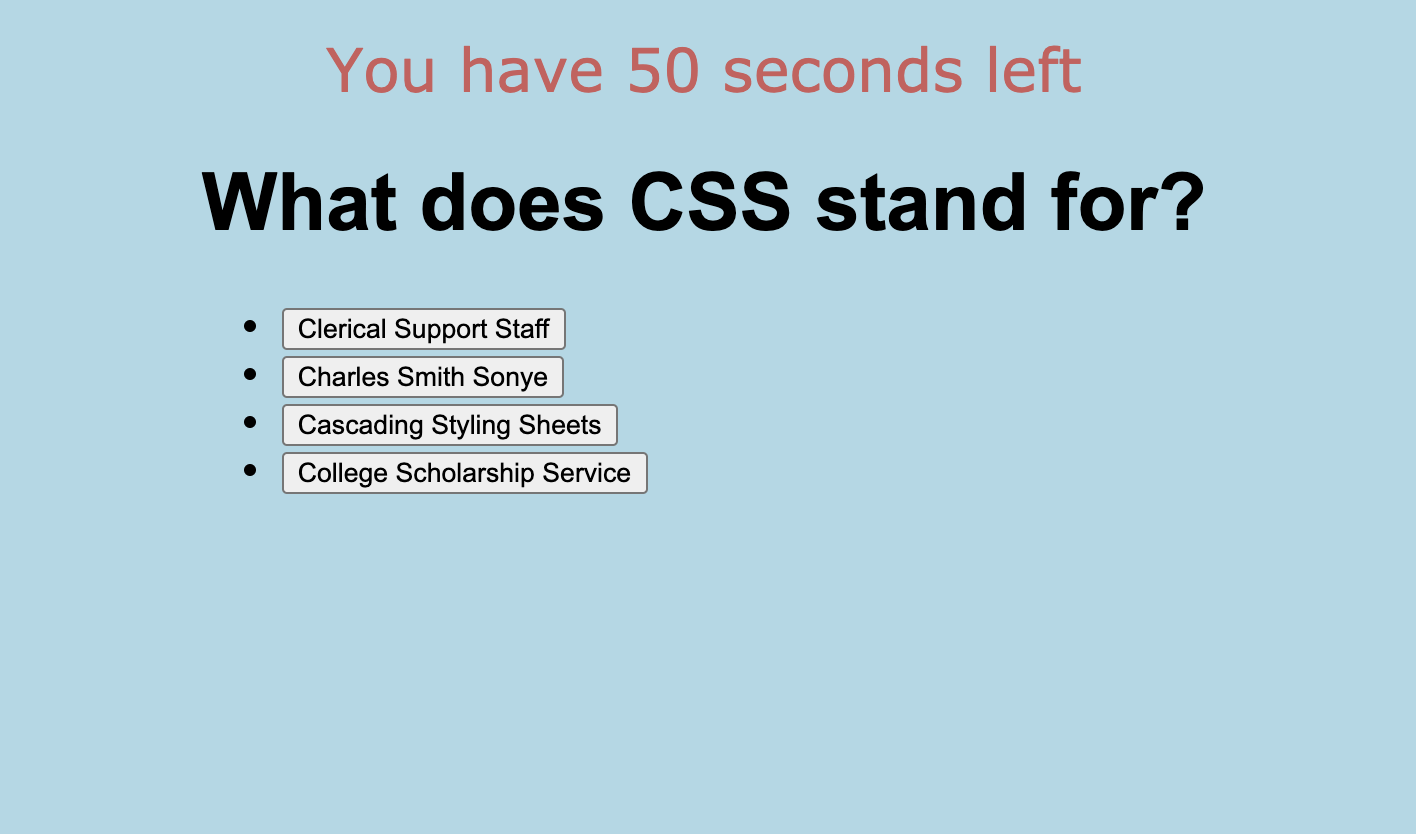 You have 50 seconds left
What does CSS stand for?
Clerical Support Staff
Charles Smith Sonye
Cascading Styling Sheets
College Scholarship Service